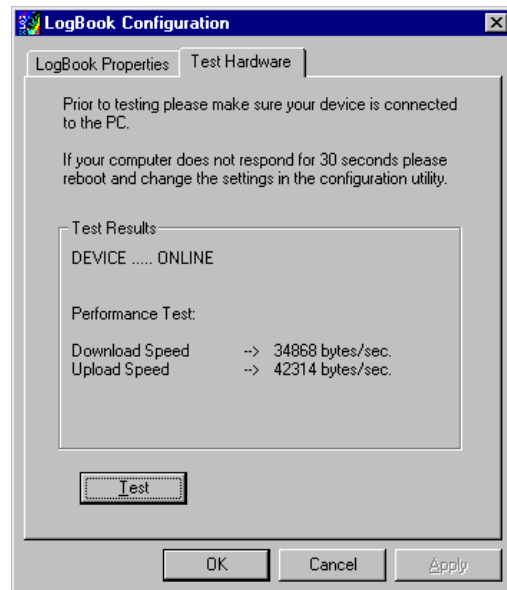 LogBook Configuration
LogBook Properties Test Hardware
Prior to testing please make sure your device is connected
to the PC.
If your computer does not respond for 30 seconds please
reboot and change the settings in the configuration utility.
Test Results
DEVICE ..... ONLINE
Performance Test:
Download Speed --> 34868 bytes/sec.
Upload Speed --> 42314 bytes/sec.
Test
OK Cancel Apply